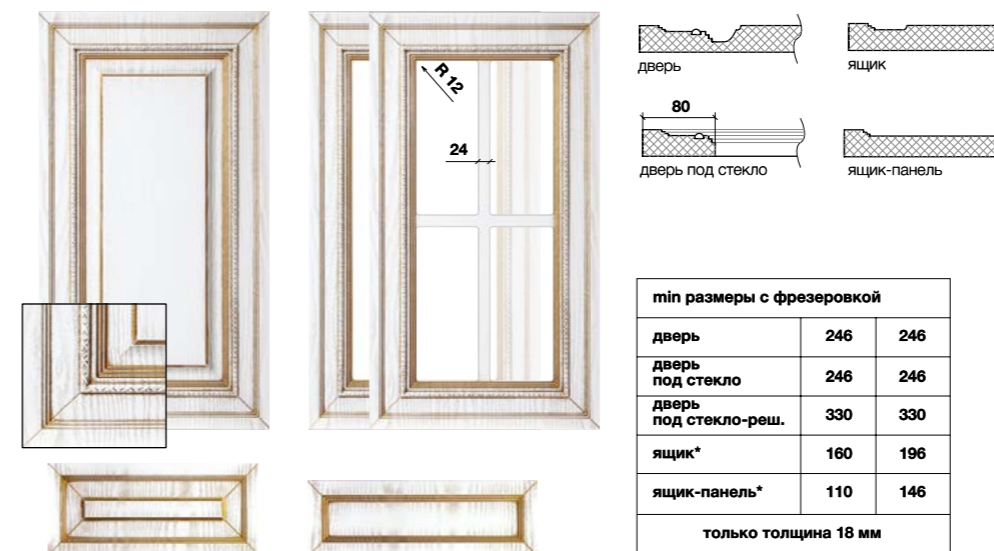 R 12
24
дверь
ящик
80
дверь под стекло
ящик-панель
min размеры с фрезеровкой
дверь 246 246
дверь
под стекло 246 246
дверь
под стекло-реш. 330 330
ящик* 160 196
ящик-панель* 110 146
только толщина 18 мм